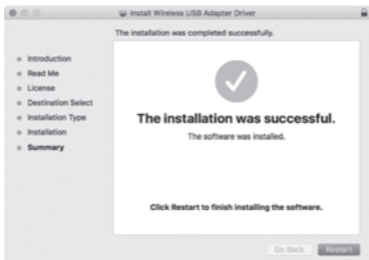 Install Wireless USB Adapter Driver
The installation was completed successfully.
Introduction
Read Me
License
Destination Select
Installation Type
Installation
Summary
The installation was successful.
The software was installed.
Click Restart to finish installing the software.
Go Back
Restart